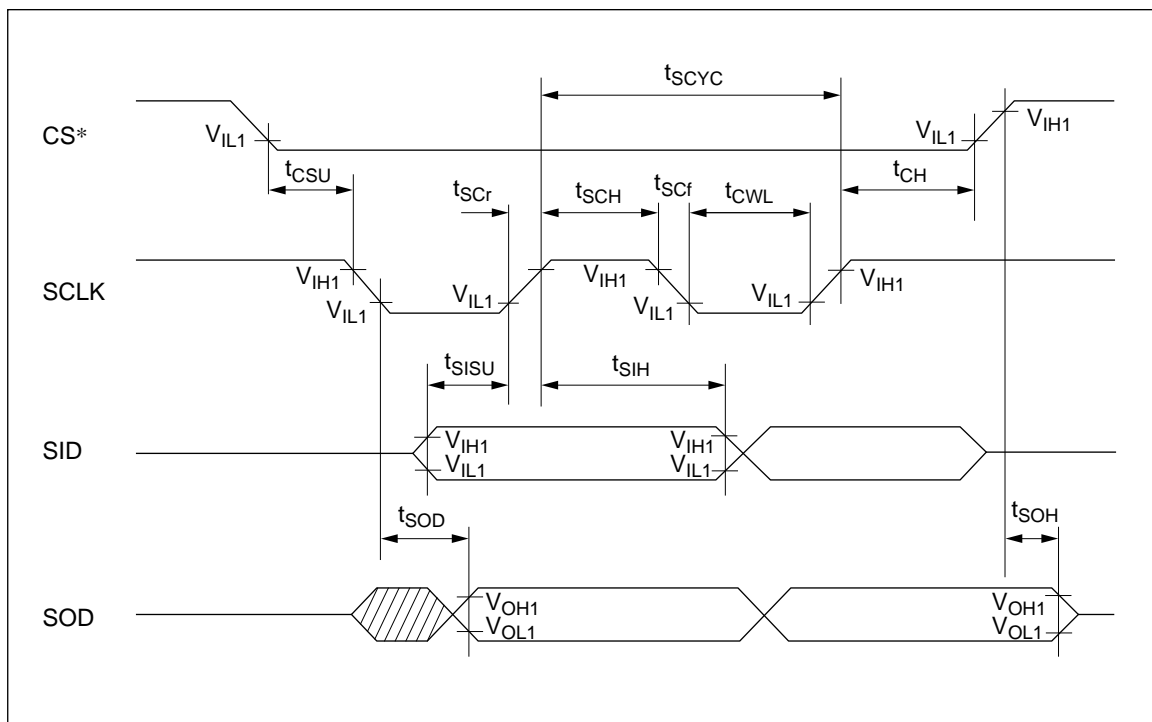 tSCYC
CS*
VIL1
VIL1
VIH1
tCSU
tSCr
tSCH
tSCf
tCWL
tCH
SCLK
VIH1
VIL1
VIL1
VIH1
VIL1
VIL1
VIH1
tSISU
tSIH
SID
VIH1
VIL1
VIH1
VIL1
tSOD
tSOH
SOD
VOH1
VOL1
VOH1
VOL1